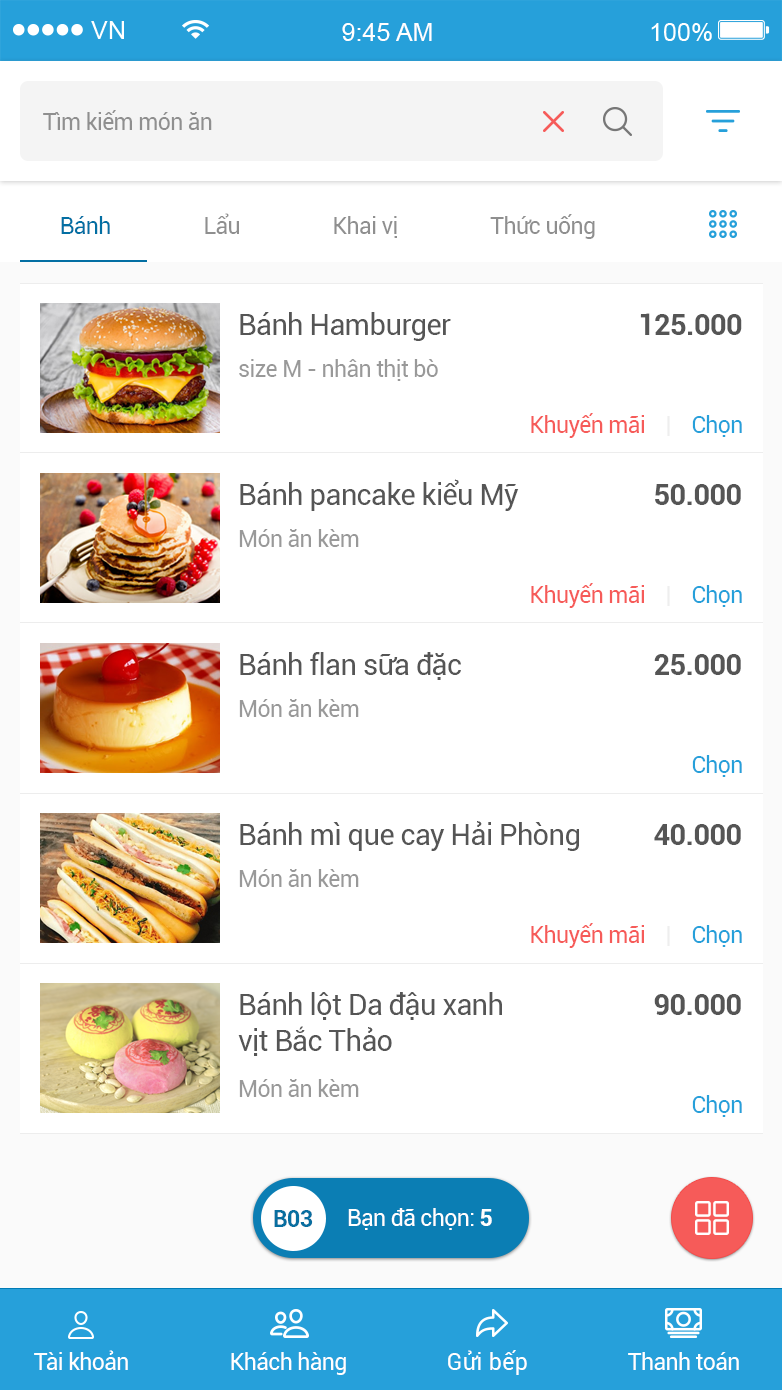 VN 9:45 AM 100%
Tìm kiếm món ăn
Bánh Lẩu Khai vị Thức uống
Bánh Hamburger 125.000
size M - nhân thịt bò
Khuyến mãi | Chọn
Bánh pancake kiểu Mỹ 50.000
Món ăn kèm
Khuyến mãi | Chọn
Bánh flan sữa đặc 25.000
Món ăn kèm
Chọn
Bánh mì que cay Hải Phòng 40.000
Món ăn kèm
Khuyến mãi | Chọn
Bánh lột Da đậu xanh 90.000
vịt Bắc Thảo
Món ăn kèm
Chọn
B03 Bạn đã chọn: 5
Tài khoản Khách hàng Gửi bếp Thanh toán